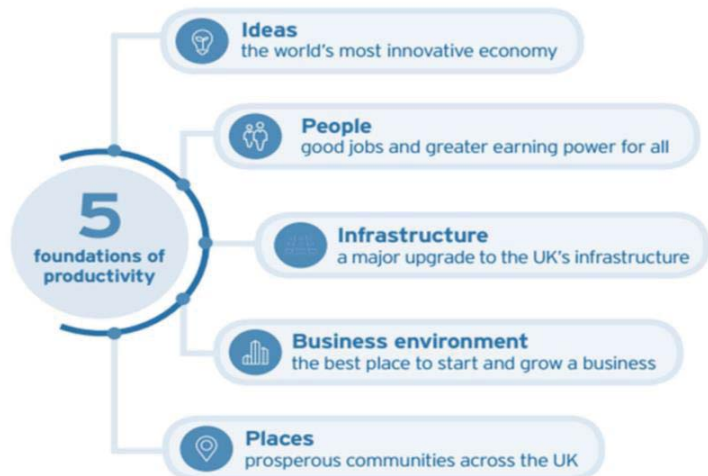 5
foundations of
productivity
Ideas
the world's most innovative economy
People
good jobs and greater earning power for all
Infrastructure
a major upgrade to the UK's infrastructure
Business environment
the best place to start and grow a business
Places
prosperous communities across the UK